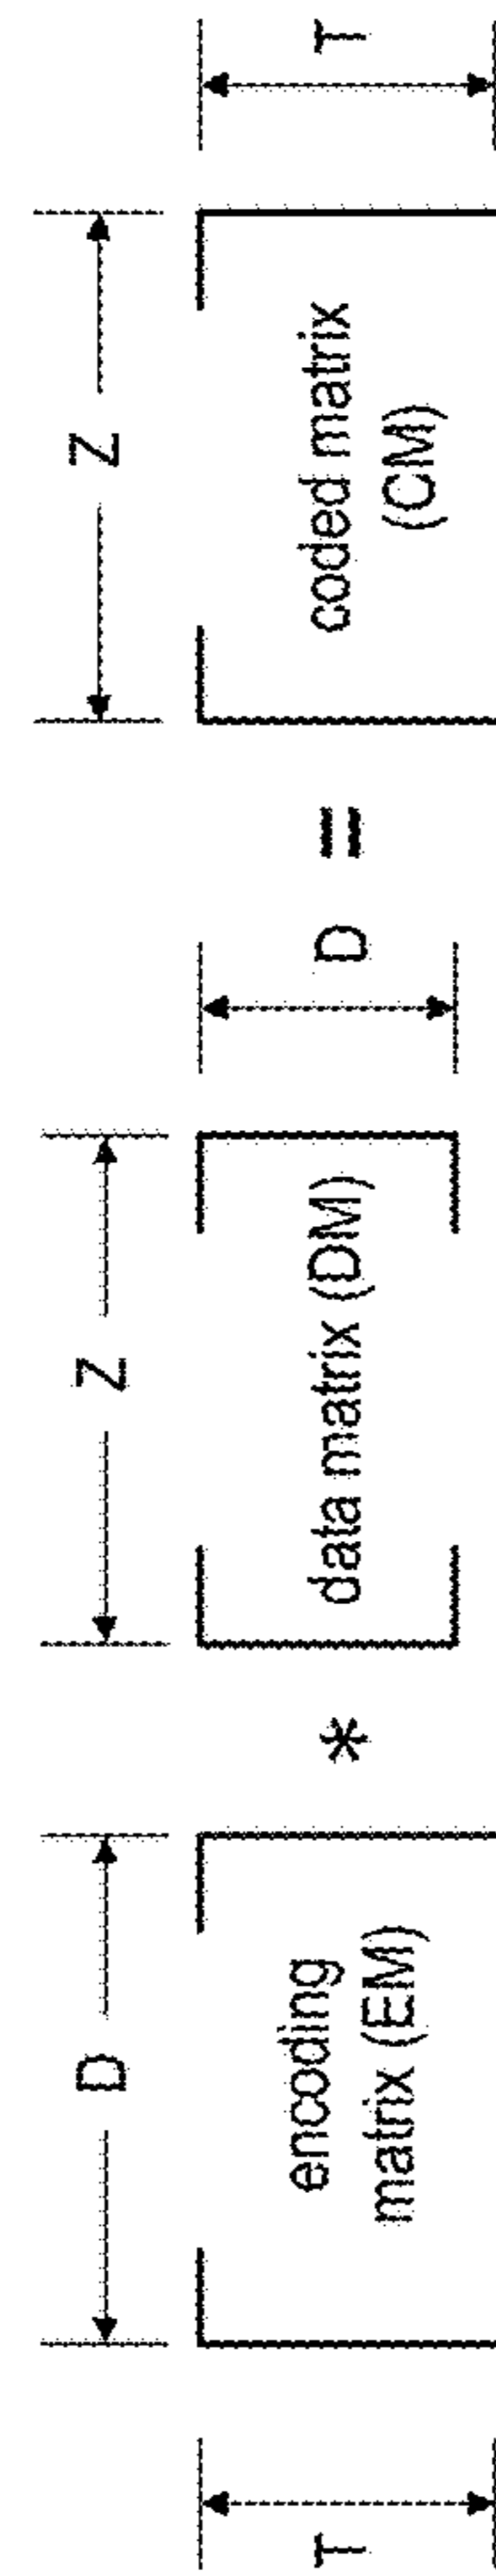 D
Z
Z
T
encoding
matrix (EM)
*
data matrix (DM)
D
=
coded matrix
(CM)
T